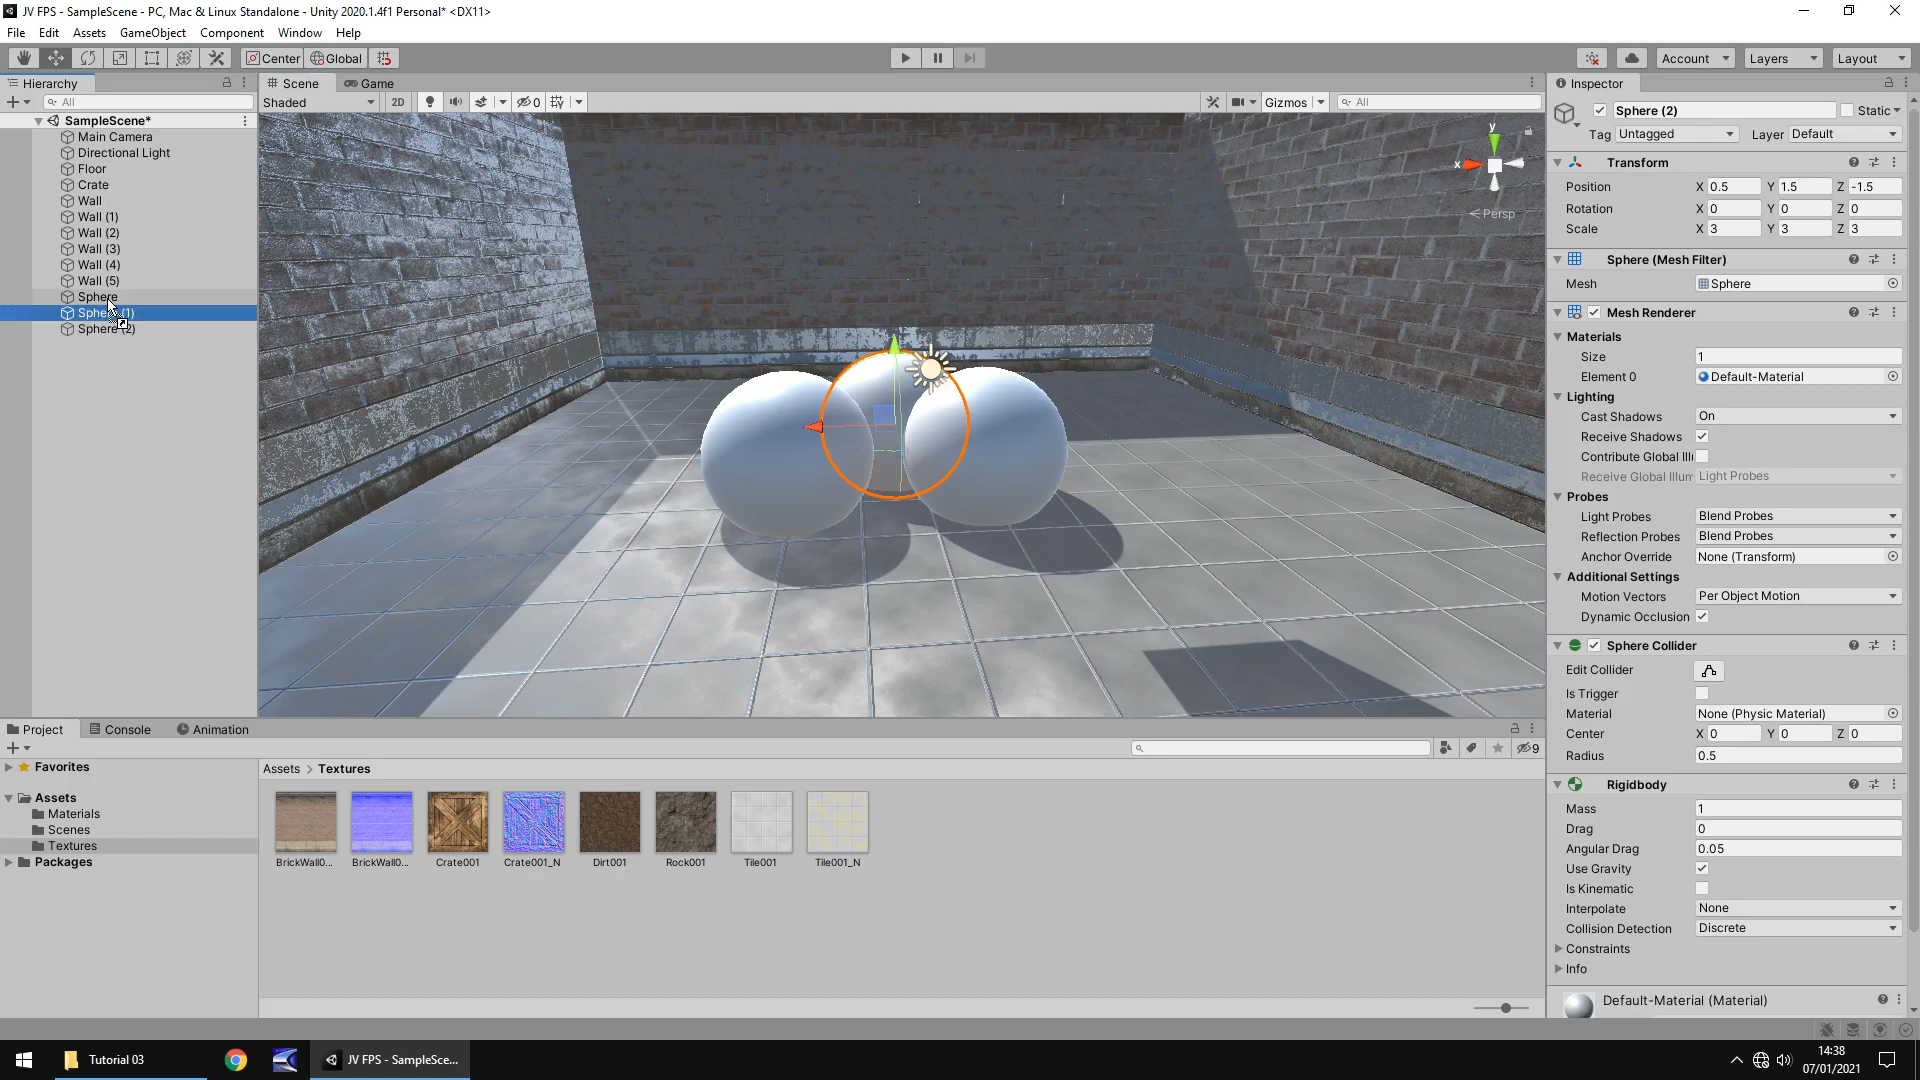 JV FPS - SampleScene - PC, Mac & Linux Standalone - Unity 2020.1.4f1 Personal* <DX11>
File Edit Assets GameObject Component Window Help
Center Global Account Layers Layout
Hierarchy
All
SampleScene*
Main Camera
Directional Light
Floor
Crate
Wall
Wall (1)
Wall (2)
Wall (3)
Wall (4)
Wall (5)
Sphere
Sphere (1)
Sphere (2)
Scene Game
Shaded 2D 0 Gizmos All
y
x
Persp
Inspector
Sphere (2) Static
Tag Untagged Layer Default
Transform
Position X 0.5 Y 1.5 Z -1.5
Rotation X 0 Y 0 Z 0
Scale X 3 Y 3 Z 3
Sphere (Mesh Filter)
Mesh Sphere
Mesh Renderer
Materials
Size 1
Element 0 Default-Material
Lighting
Cast Shadows On
Receive Shadows
Contribute Global Illu
Receive Global Illum Light Probes
Probes
Light Probes Blend Probes
Reflection Probes Blend Probes
Anchor Override None (Transform)
Additional Settings
Motion Vectors Per Object Motion
Dynamic Occlusion
Sphere Collider
Edit Collider
Is Trigger
Material None (Physic Material)
Center X 0 Y 0 Z 0
Radius 0.5
Rigidbody
Mass 1
Drag 0
Angular Drag 0.05
Use Gravity
Is Kinematic
Interpolate None
Collision Detection Discrete
Constraints
Info
Default-Material (Material)
Project Console Animation
9
Favorites
Assets
Materials
Scenes
Textures
Packages
Assets > Textures
BrickWall0... BrickWall0... Crate001 Crate001_N Dirt001 Rock001 Tile001 Tile001_N
Tutorial 03
JV FPS - SampleSce...
14:38
07/01/2021